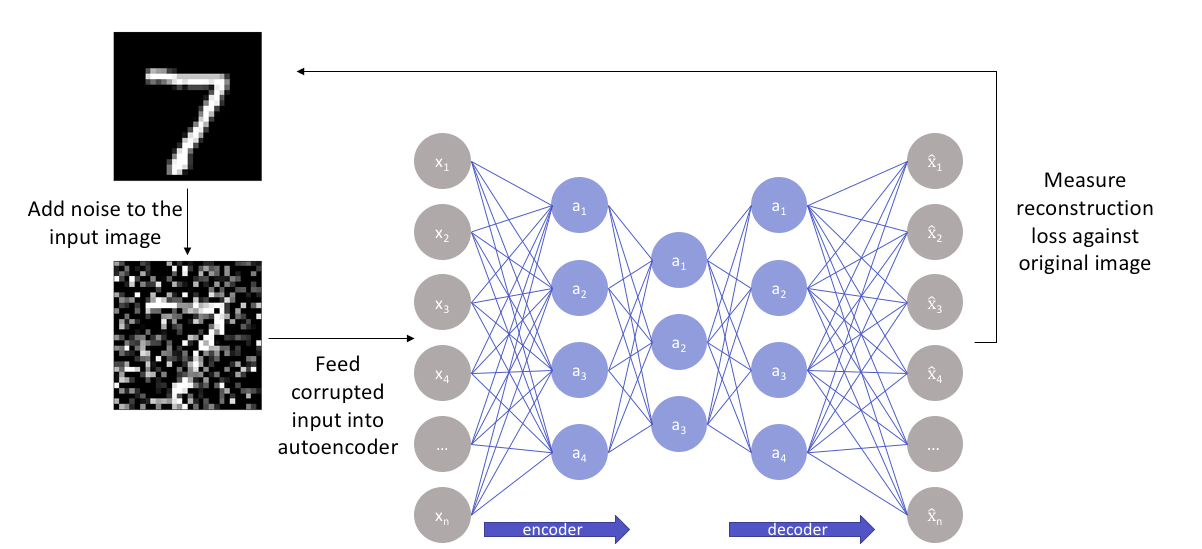 Add noise to the
input image
Feed
corrupted
input into
autoencoder
x₁
x₂
x₃
x₄
...
xₙ
a₁
a₂
a₃
a₄
a₁
a₂
a₃
a₁
a₂
a₃
a₄
x̂₁
x̂₂
x̂₃
x̂₄
...
x̂ₙ
encoder
decoder
Measure
reconstruction
loss against
original image